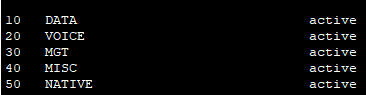 10 DATA active
20 VOICE active
30 MGT active
40 MISC active
50 NATIVE active